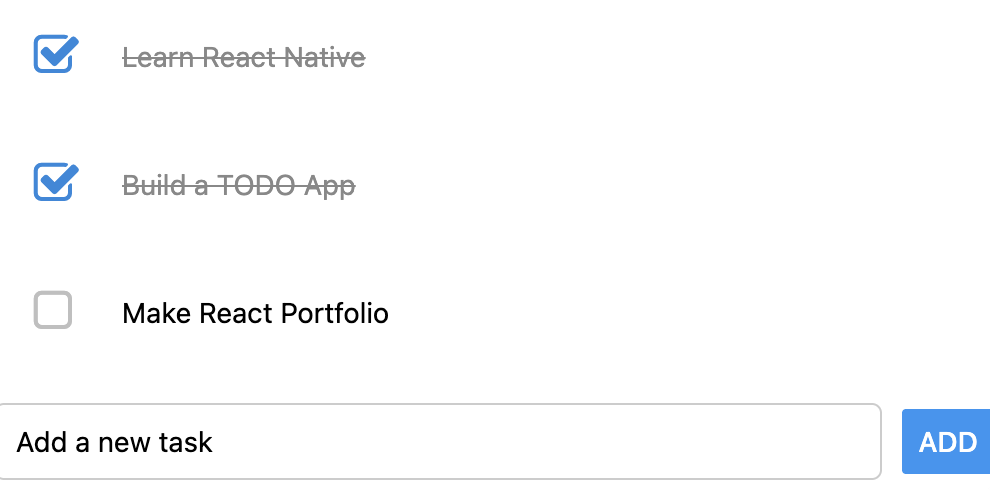 Learn React Native
Build a TODO App
Make React Portfolio
Add a new task
ADD